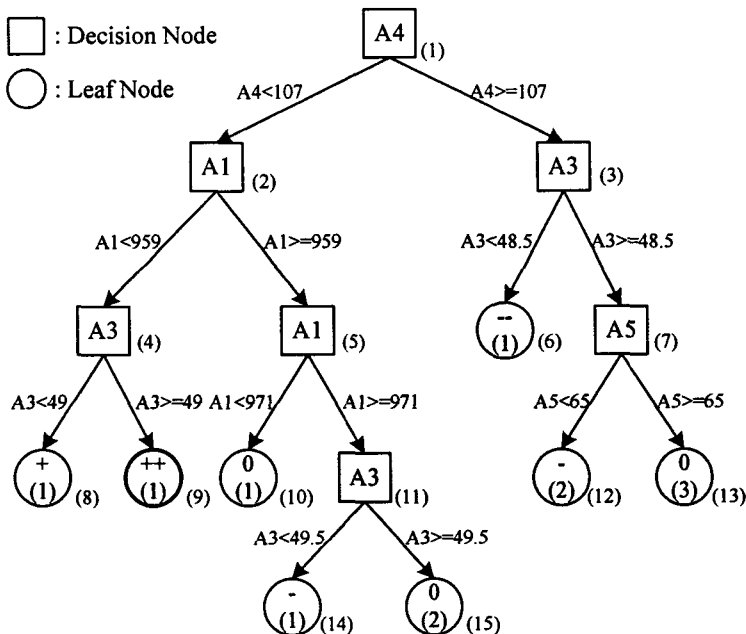 : Decision Node
: Leaf Node
A4
(1)
A4<107
A4>=107
A1
(2)
A3
(3)
A1<959
A1>=959
A3<48.5
A3>=48.5
A3
(4)
A1
(5)
--
(1)
(6)
A5
(7)
A3<49
A3>=49
A1<971
A1>=971
A5<65
A5>=65
+
(1)
(8)
++
(1)
(9)
0
(1)
(10)
A3
(11)
-
(2)
(12)
0
(3)
(13)
A3<49.5
A3>=49.5
-
(1)
(14)
0
(2)
(15)